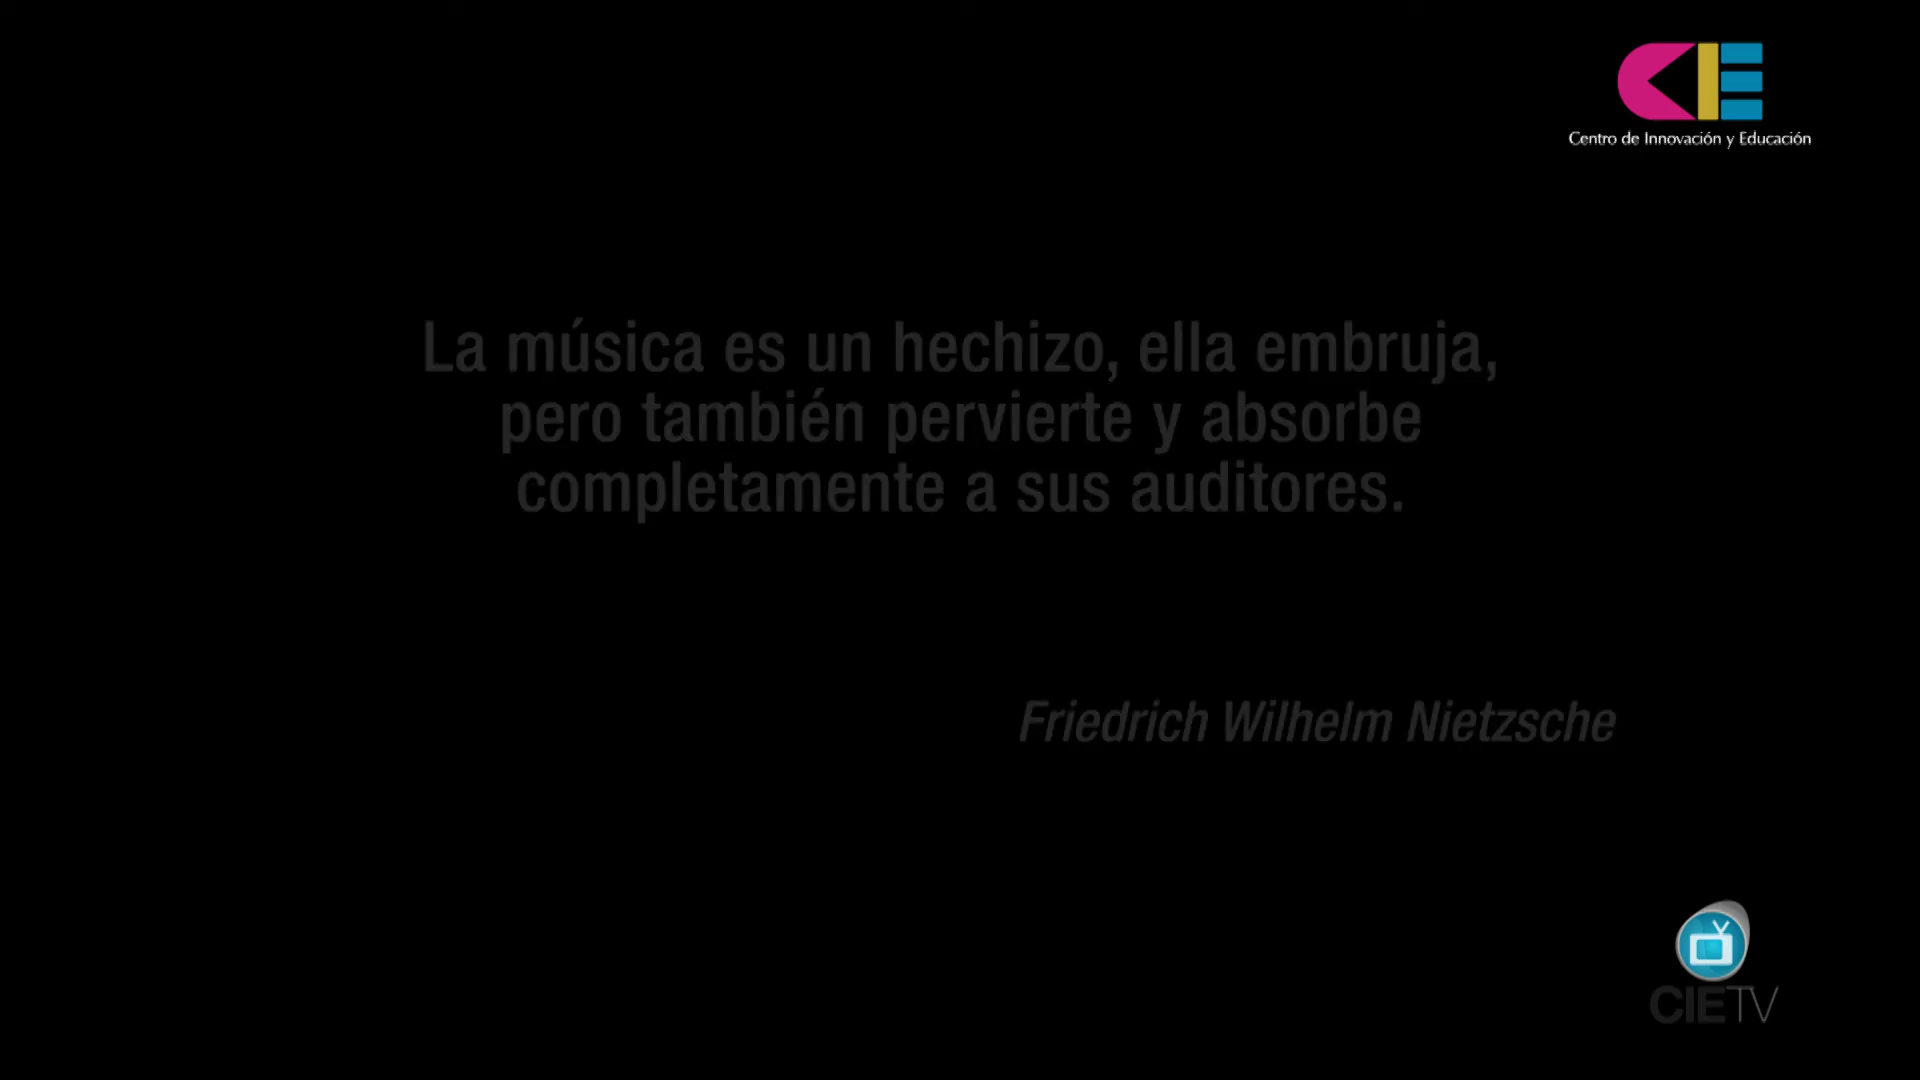 CIE
Centro de Innovación y Educación
La música es un hechizo, ella embruja,
pero también pervierte y absorbe
completamente a sus auditores.
Friedrich Wilhelm Nietzsche
CIETV